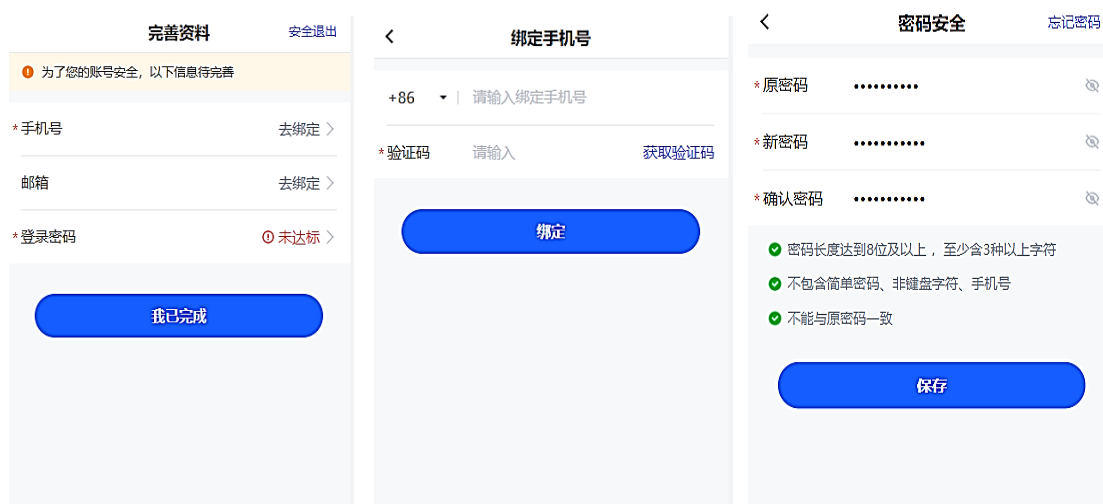 完善资料
安全退出
为了您的账号安全，以下信息待完善
*手机号
去绑定
邮箱
去绑定
*登录密码
未达标
我已完成
绑定手机号
+86
请输入绑定手机号
*验证码
请输入
获取验证码
绑定
密码安全
忘记密码
*原密码
••••••••••
*新密码
•••••••••••
*确认密码
•••••••••••
密码长度达到8位及以上 ，至少含3种以上字符
不包含简单密码、非键盘字符、手机号
不能与原密码一致
保存